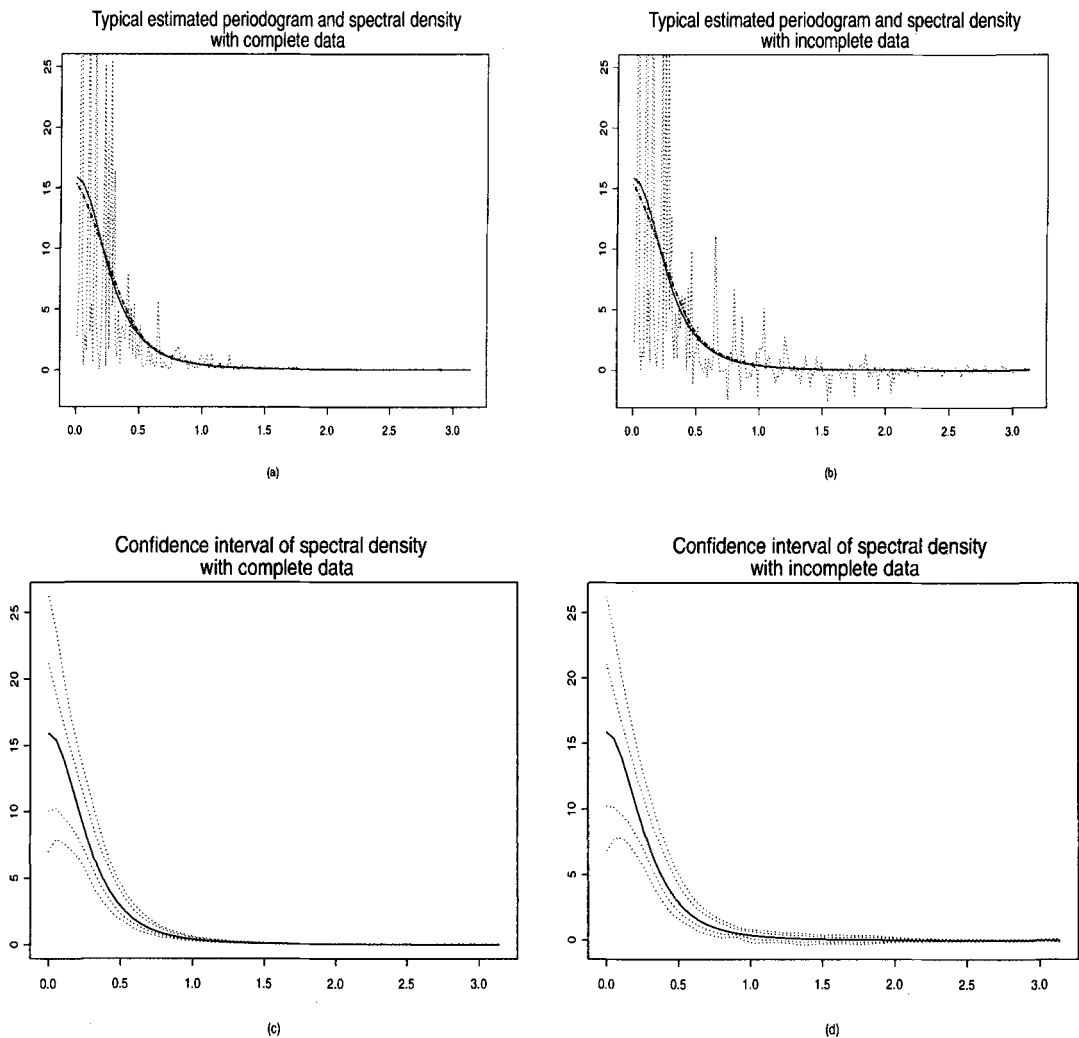 Typical estimated periodogram and spectral density
with complete data
25
20
15
10
5
0
0.0 0.5 1.0 1.5 2.0 2.5 3.0
(a)
Typical estimated periodogram and spectral density
with incomplete data
25
20
15
10
5
0
0.0 0.5 1.0 1.5 2.0 2.5 3.0
(b)
Confidence interval of spectral density
with complete data
25
20
15
10
5
0
0.0 0.5 1.0 1.5 2.0 2.5 3.0
(c)
Confidence interval of spectral density
with incomplete data
25
20
15
10
5
0
0.0 0.5 1.0 1.5 2.0 2.5 3.0
(d)